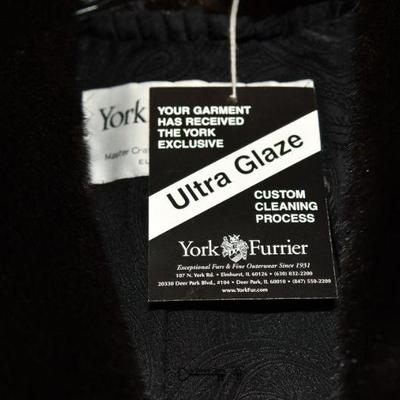 York
Master
YOUR GARMENT
HAS RECEIVED
THE YORK
EXCLUSIVE
Ultra Glaze
CUSTOM
CLEANING
PROCESS
York Furrier
Exceptional Furs & Fine Outerwear Since 1931
107 N. York Rd. • Elmhurst, IL 60126 • (630) 832-2200
20330 Deer Park Blvd., #104 • Deer Park, IL 60010 • (847) 550-2200
www.YorkFur.com